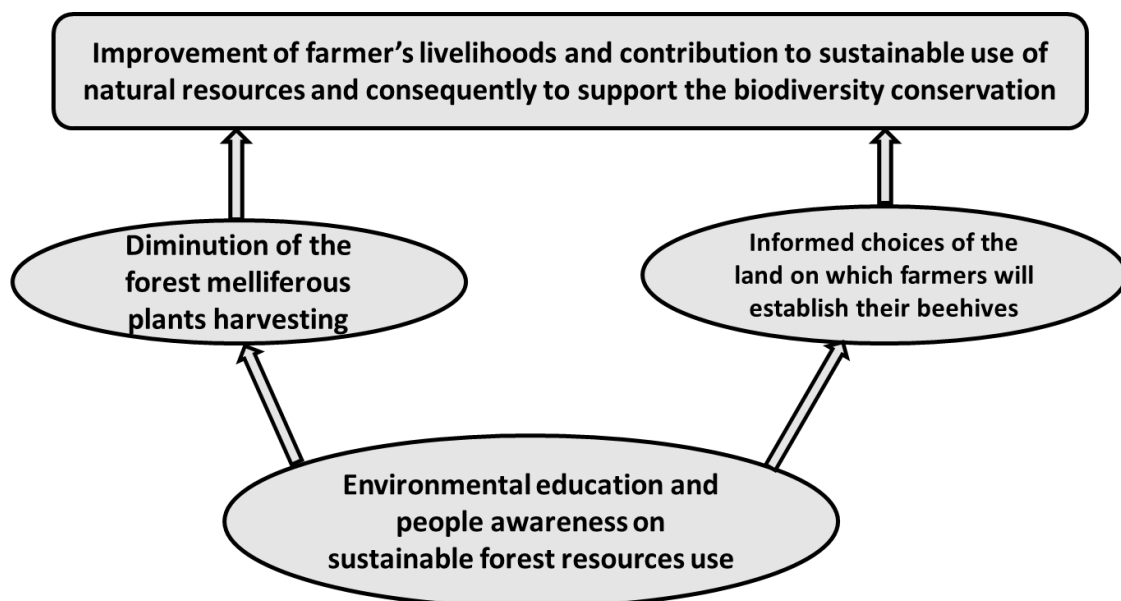 Improvement of farmer’s livelihoods and contribution to sustainable use of
natural resources and consequently to support the biodiversity conservation
Diminution of the
forest melliferous
plants harvesting
Informed choices of the
land on which farmers will
establish their beehives
Environmental education and
people awareness on
sustainable forest resources use